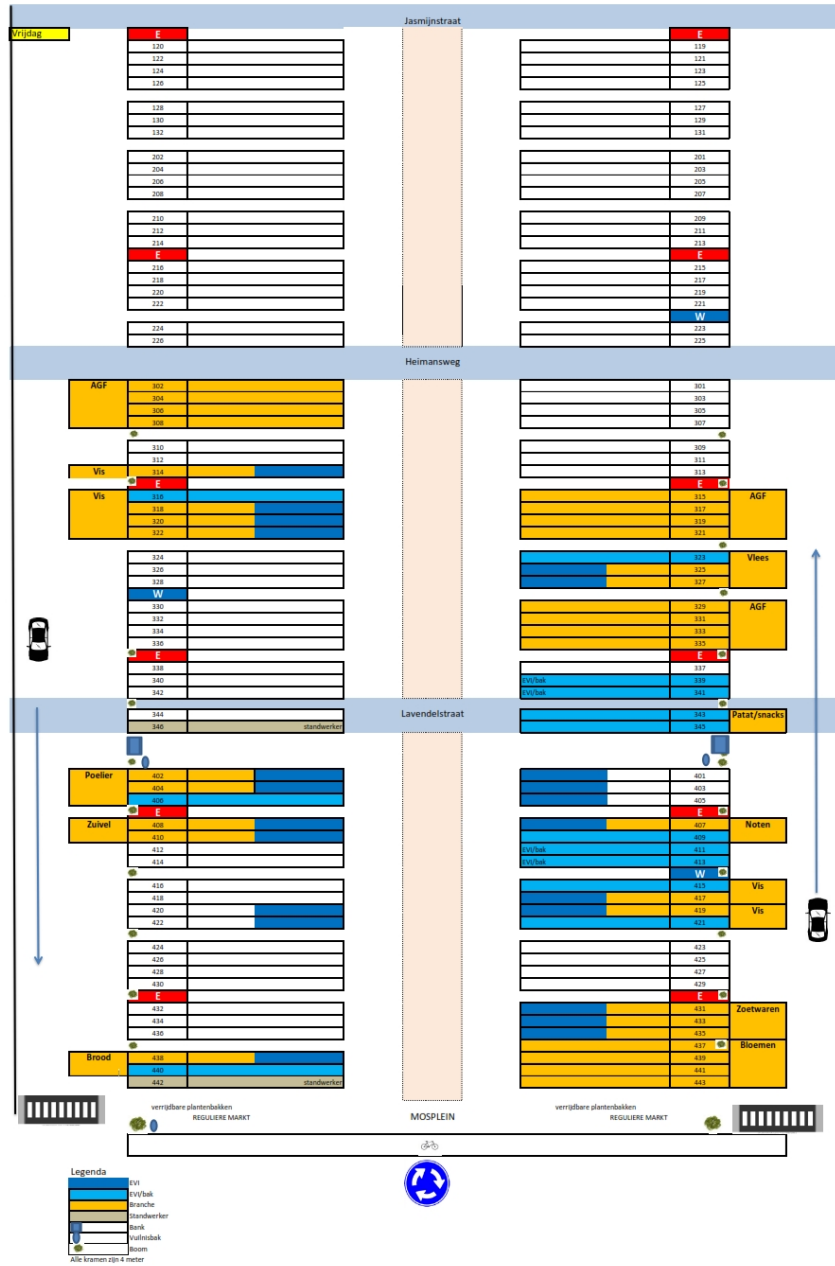 Jasmijnstraat
Vrijdag
E E
120 119
122 121
124 123
126 125
128 127
130 129
132 131
202 201
204 203
206 205
208 207
210 209
212 211
214 213
E E
216 215
218 217
220 219
222 221
W
224 223
226 225
Heimansweg
AGF 302 301
304 303
306 305
308 307
310 309
312 311
Vis 314 313
E E
Vis 316 315 AGF
318 317
320 319
322 321
324 323 Vlees
326 325
328 327
W
330 329 AGF
332 331
334 333
336 335
E E
338 337
340 EVI/bak 339
342 EVI/bak 341
344 Lavendelstraat 343 Patat/snacks
346 standwerker 345
Poelier 402 401
404 403
406 405
E E
Zuivel 408 407 Noten
410 409
412 EVI/bak 411
414 EVI/bak 413
W
416 415 Vis
418 417
420 419 Vis
422 421
424 423
426 425
428 427
430 429
E E
432 431 Zoetwaren
434 433
436 435
437 Bloemen
Brood 438 439
440 441
442 standwerker 443
verrijdbare plantenbakken verrijdbare plantenbakken
REGULIERE MARKT MOSPLEIN REGULIERE MARKT
Legenda
EVI
EVI/bak
Branche
Standwerker
Bank
Vuilnisbak
Boom
Alle kramen zijn 4 meter